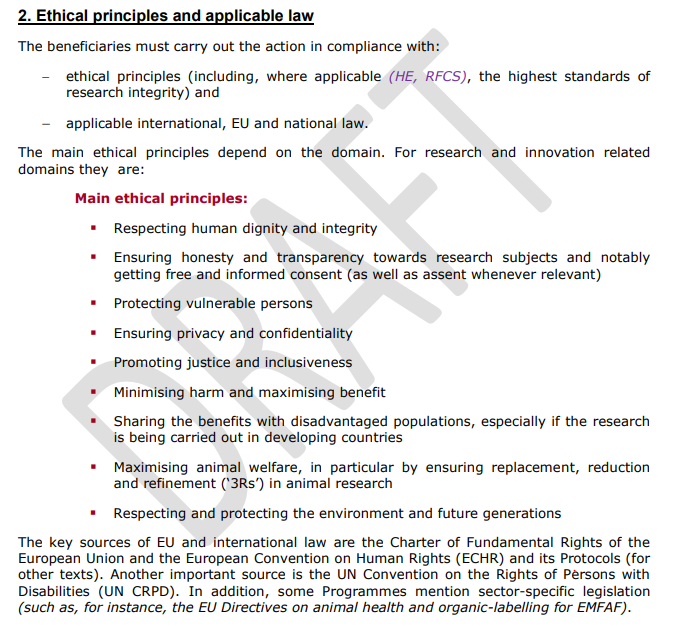 2. Ethical principles and applicable law
The beneficiaries must carry out the action in compliance with:
− ethical principles (including, where applicable (HE, RFCS), the highest standards of
research integrity) and
− applicable international, EU and national law.
The main ethical principles depend on the domain. For research and innovation related
domains they are:
Main ethical principles:
▪ Respecting human dignity and integrity
▪ Ensuring honesty and transparency towards research subjects and notably
getting free and informed consent (as well as assent whenever relevant)
▪ Protecting vulnerable persons
▪ Ensuring privacy and confidentiality
▪ Promoting justice and inclusiveness
▪ Minimising harm and maximising benefit
▪ Sharing the benefits with disadvantaged populations, especially if the research
is being carried out in developing countries
▪ Maximising animal welfare, in particular by ensuring replacement, reduction
and refinement (‘3Rs’) in animal research
▪ Respecting and protecting the environment and future generations
The key sources of EU and international law are the Charter of Fundamental Rights of the
European Union and the European Convention on Human Rights (ECHR) and its Protocols (for
other texts). Another important source is the UN Convention on the Rights of Persons with
Disabilities (UN CRPD). In addition, some Programmes mention sector-specific legislation
(such as, for instance, the EU Directives on animal health and organic-labelling for EMFAF).
DRAFT